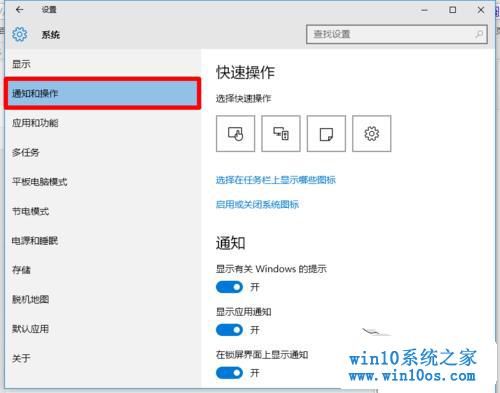 设置
系统
查找设置
显示
通知和操作
应用和功能
多任务
平板电脑模式
节电模式
电源和睡眠
存储
脱机地图
默认应用
关于
快速操作
选择快速操作
选择在任务栏上显示哪些图标
启用或关闭系统图标
通知
显示有关 Windows 的提示
开
显示应用通知
开
在锁屏界面上显示通知
开
win10系统之家
www.win10os.com